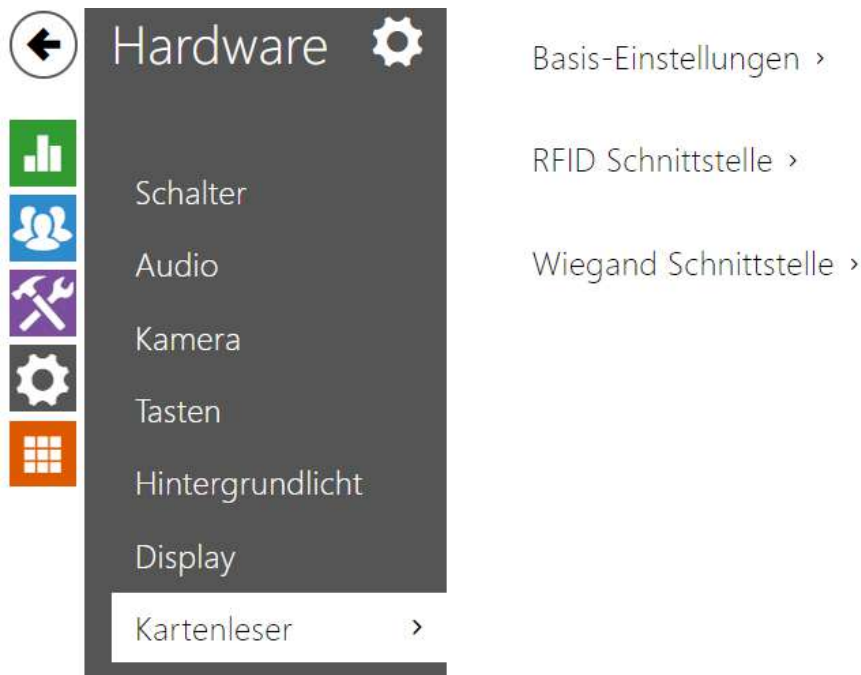 Hardware
Schalter
Audio
Kamera
Tasten
Hintergrundlicht
Display
Kartenleser ›
Basis-Einstellungen ›
RFID Schnittstelle ›
Wiegand Schnittstelle ›